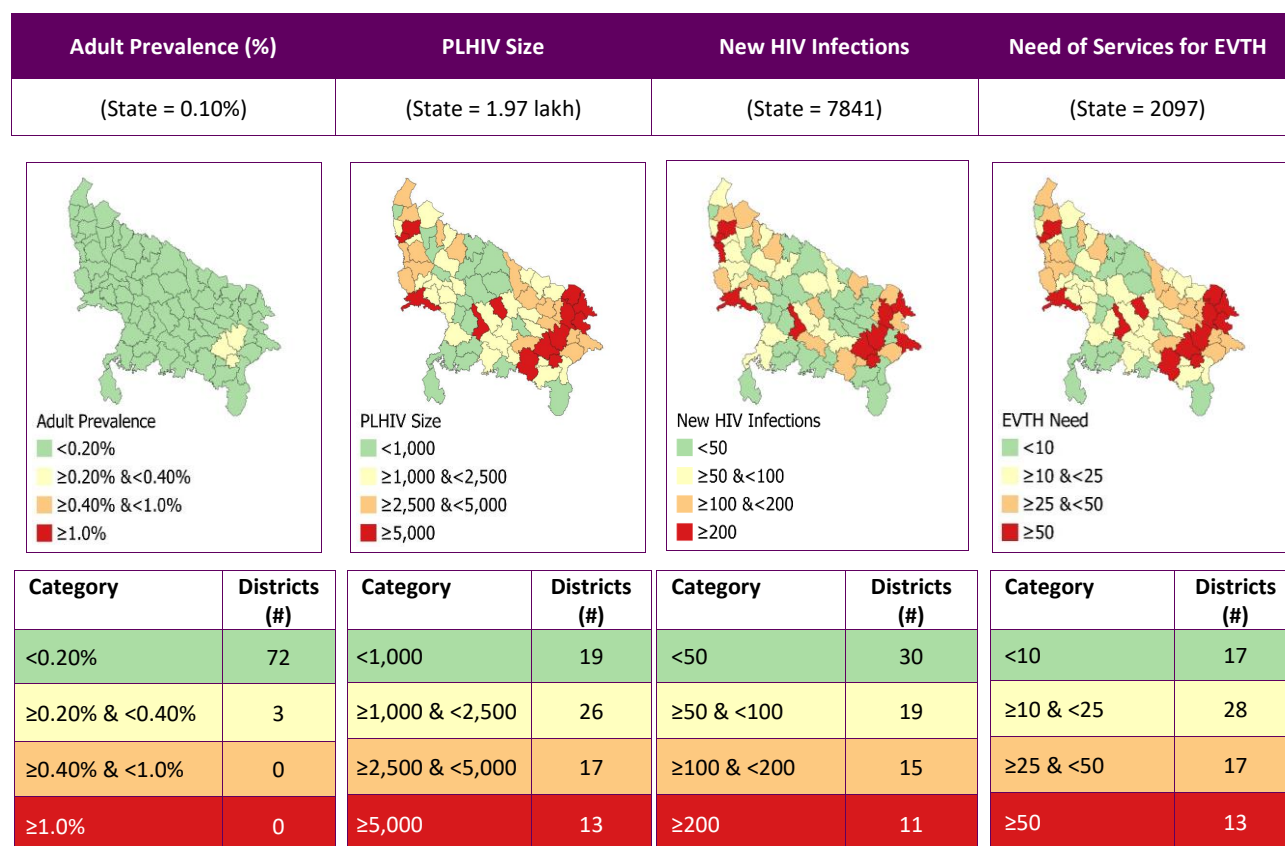 Adult Prevalence (%) PLHIV Size New HIV Infections Need of Services for EVTH
(State = 0.10%) (State = 1.97 lakh) (State = 7841) (State = 2097)
Adult Prevalence
<0.20%
≥0.20% &<0.40%
≥0.40% &<1.0%
≥1.0%
PLHIV Size
<1,000
≥1,000 &<2,500
≥2,500 &<5,000
≥5,000
New HIV Infections
<50
≥50 &<100
≥100 &<200
≥200
EVTH Need
<10
≥10 &<25
≥25 &<50
≥50
Category Districts
(#)
<0.20% 72
≥0.20% & <0.40% 3
≥0.40% & <1.0% 0
≥1.0% 0
Category Districts
(#)
<1,000 19
≥1,000 & <2,500 26
≥2,500 & <5,000 17
≥5,000 13
Category Districts
(#)
<50 30
≥50 & <100 19
≥100 & <200 15
≥200 11
Category Districts
(#)
<10 17
≥10 & <25 28
≥25 & <50 17
≥50 13